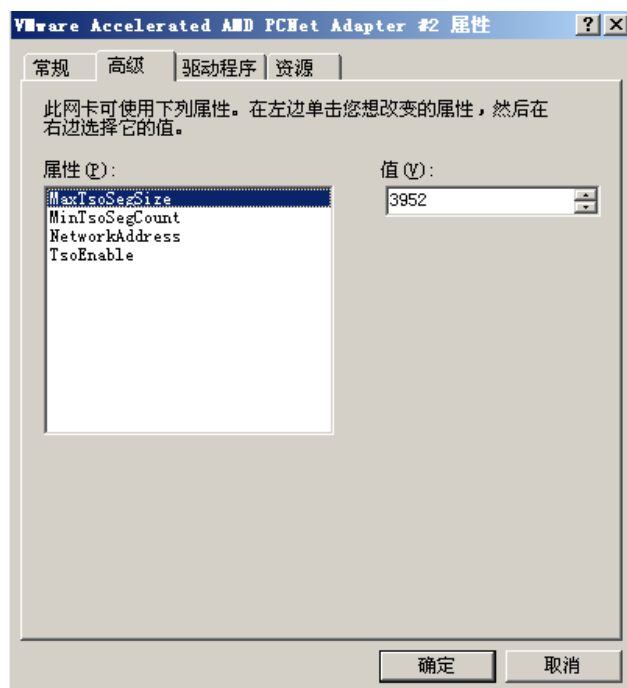 VMware Accelerated AMD PCNet Adapter #2 属性
常规 高级 驱动程序 资源
此网卡可使用下列属性。在左边单击您想改变的属性，然后在
右边选择它的值。
属性(P): 值(V):
MaxTsoSegSize 3952
MinTsoSegCount
NetworkAddress
TsoEnable
确定 取消